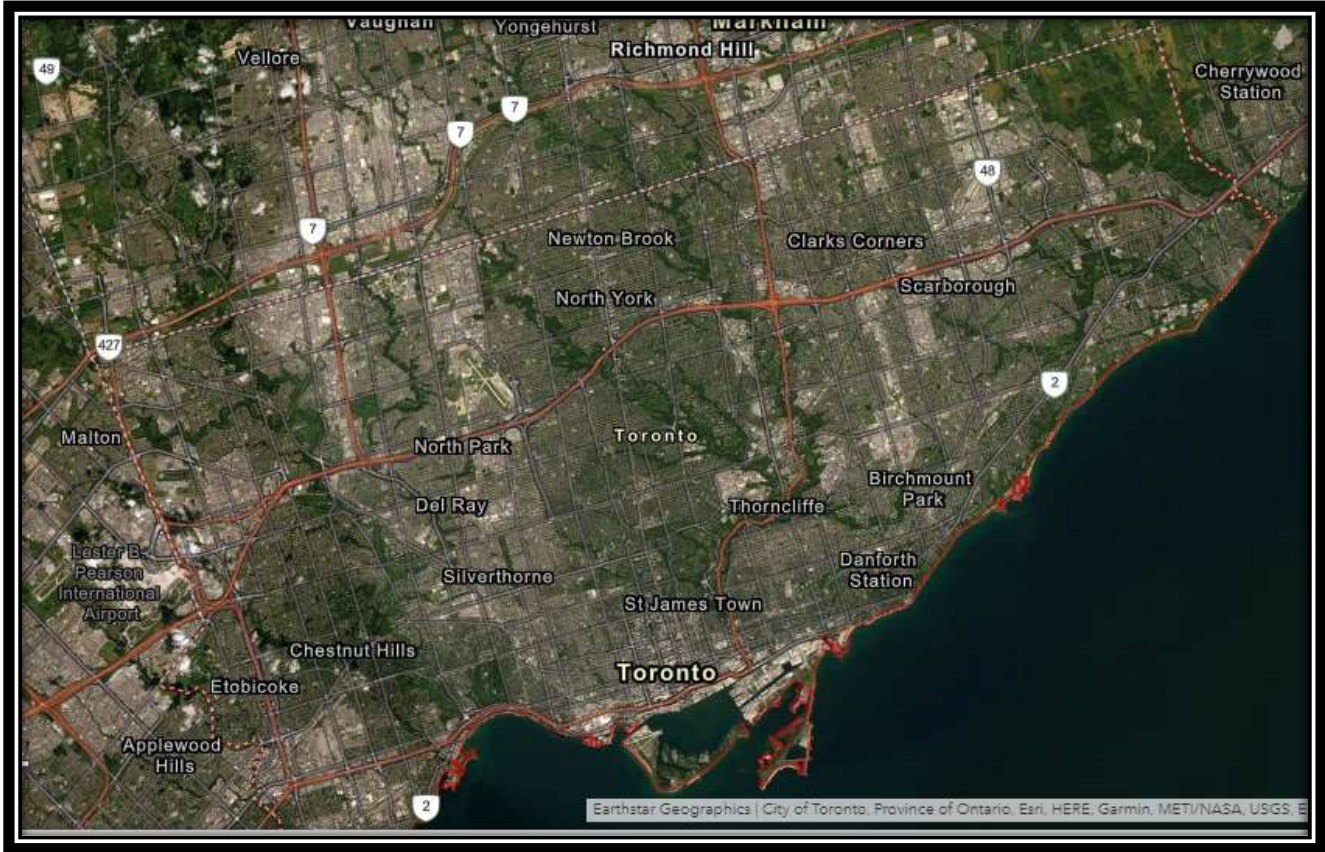 Vaughan
Yongehurst
Markham
Richmond Hill
Vellore
49
Cherrywood
Station
7
7
48
7
Newton Brook
Clarks Corners
Scarborough
North York
427
2
Malton
North Park
Toronto
Birchmount
Park
Del Ray
Thorncliffe
Lester B.
Pearson
International
Airport
Danforth
Station
Silverthorne
St James Town
Chestnut Hills
Toronto
Etobicoke
Applewood
Hills
2
Earthstar Geographics | City of Toronto, Province of Ontario, Esri, HERE, Garmin, METI/NASA, USGS, E